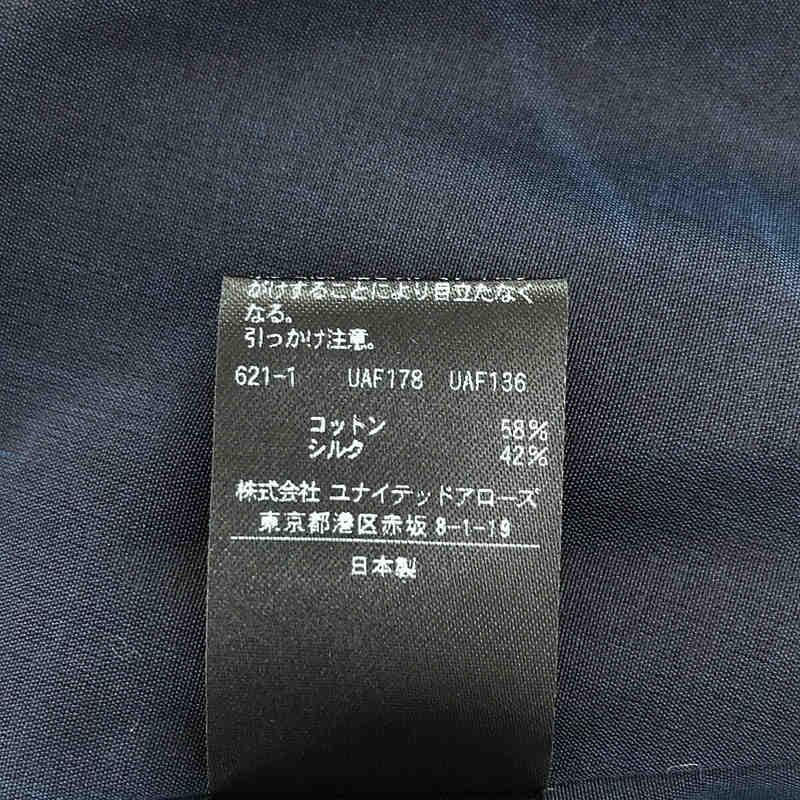 がけすることにより目立たなく
なる。
引っかけ注意。
621-1 UAF178 UAF136
コットン 58%
シルク 42%
株式会社 ユナイテッドアローズ
東京都港区赤坂 8-1-19
日本製